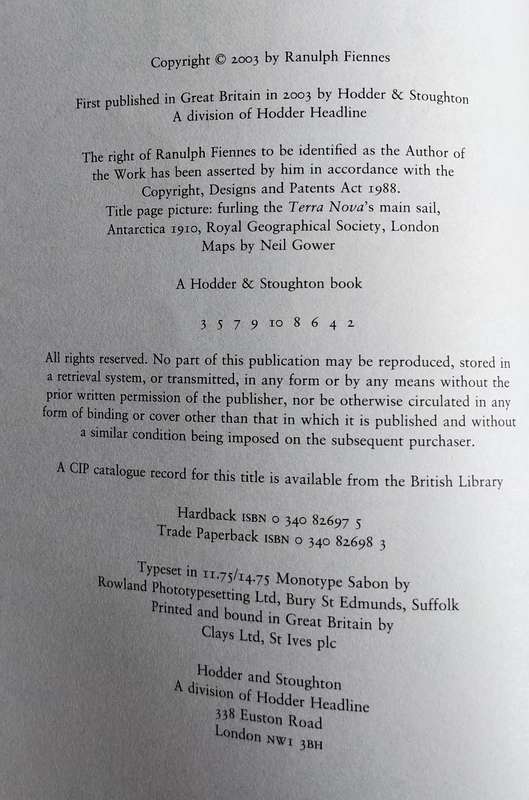 Copyright © 2003 by Ranulph Fiennes
First published in Great Britain in 2003 by Hodder & Stoughton
A division of Hodder Headline
The right of Ranulph Fiennes to be identified as the Author of
the Work has been asserted by him in accordance with the
Copyright, Designs and Patents Act 1988.
Title page picture: furling the Terra Nova's main sail,
Antarctica 1910, Royal Geographical Society, London
Maps by Neil Gower
A Hodder & Stoughton book
3 5 7 9 10 8 6 4 2
All rights reserved. No part of this publication may be reproduced, stored in
a retrieval system, or transmitted, in any form or by any means without the
prior written permission of the publisher, nor be otherwise circulated in any
form of binding or cover other than that in which it is published and without
a similar condition being imposed on the subsequent purchaser.
A CIP catalogue record for this title is available from the British Library
Hardback ISBN 0 340 82697 5
Trade Paperback ISBN 0 340 82698 3
Typeset in 11.75/14.75 Monotype Sabon by
Rowland Phototypesetting Ltd, Bury St Edmunds, Suffolk
Printed and bound in Great Britain by
Clays Ltd, St Ives plc
Hodder and Stoughton
A division of Hodder Headline
338 Euston Road
London NW1 3BH